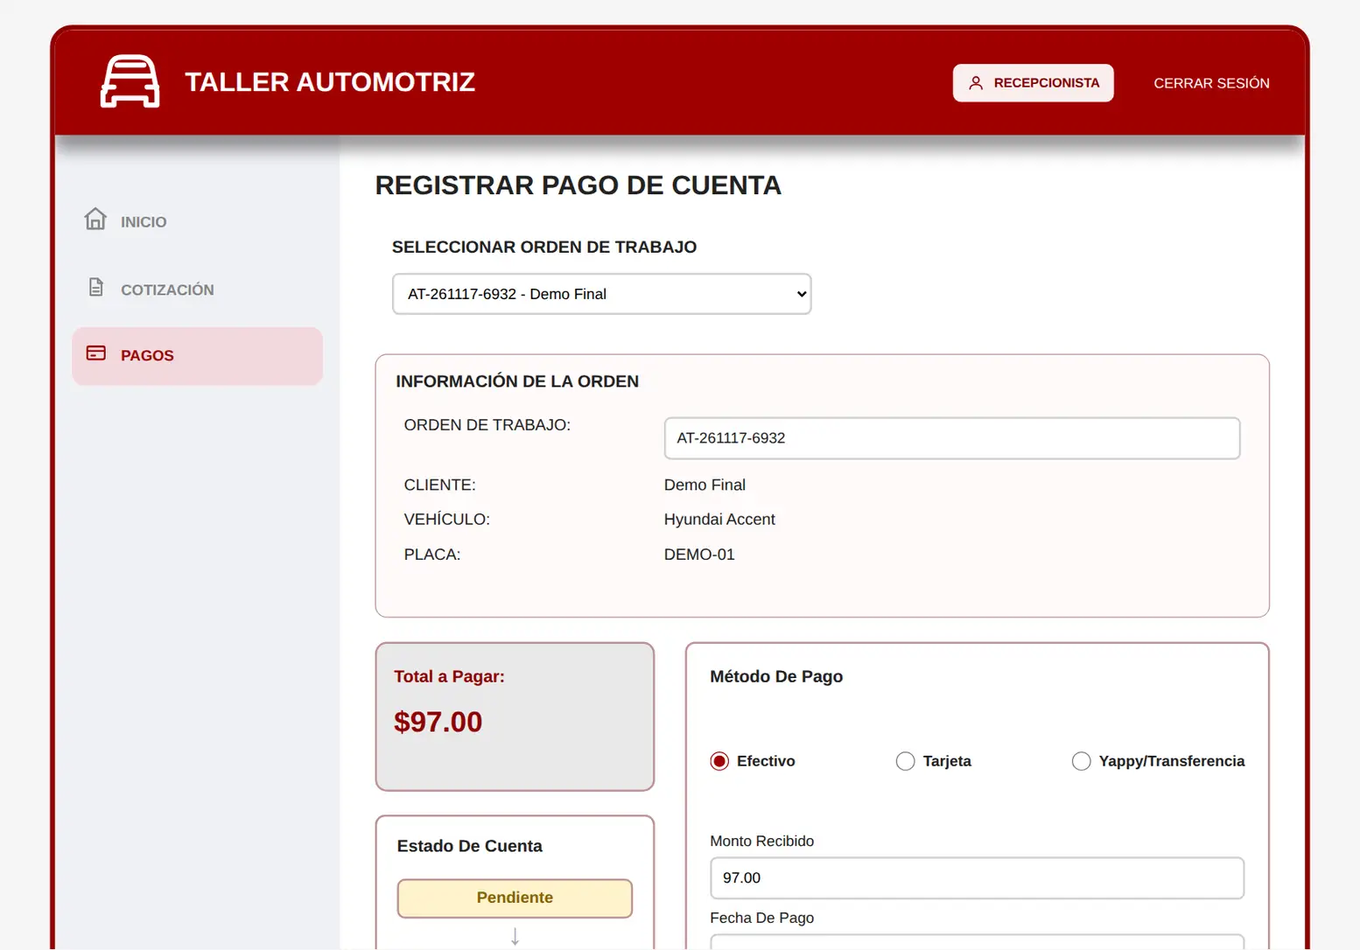 TALLER AUTOMOTRIZ
RECEPCIONISTA
CERRAR SESIÓN
INICIO
COTIZACIÓN
PAGOS
REGISTRAR PAGO DE CUENTA
SELECCIONAR ORDEN DE TRABAJO
AT-261117-6932 - Demo Final
INFORMACIÓN DE LA ORDEN
ORDEN DE TRABAJO:
AT-261117-6932
CLIENTE:
Demo Final
VEHÍCULO:
Hyundai Accent
PLACA:
DEMO-01
Total a Pagar:
$97.00
Estado De Cuenta
Pendiente
Método De Pago
Efectivo
Tarjeta
Yappy/Transferencia
Monto Recibido
97.00
Fecha De Pago